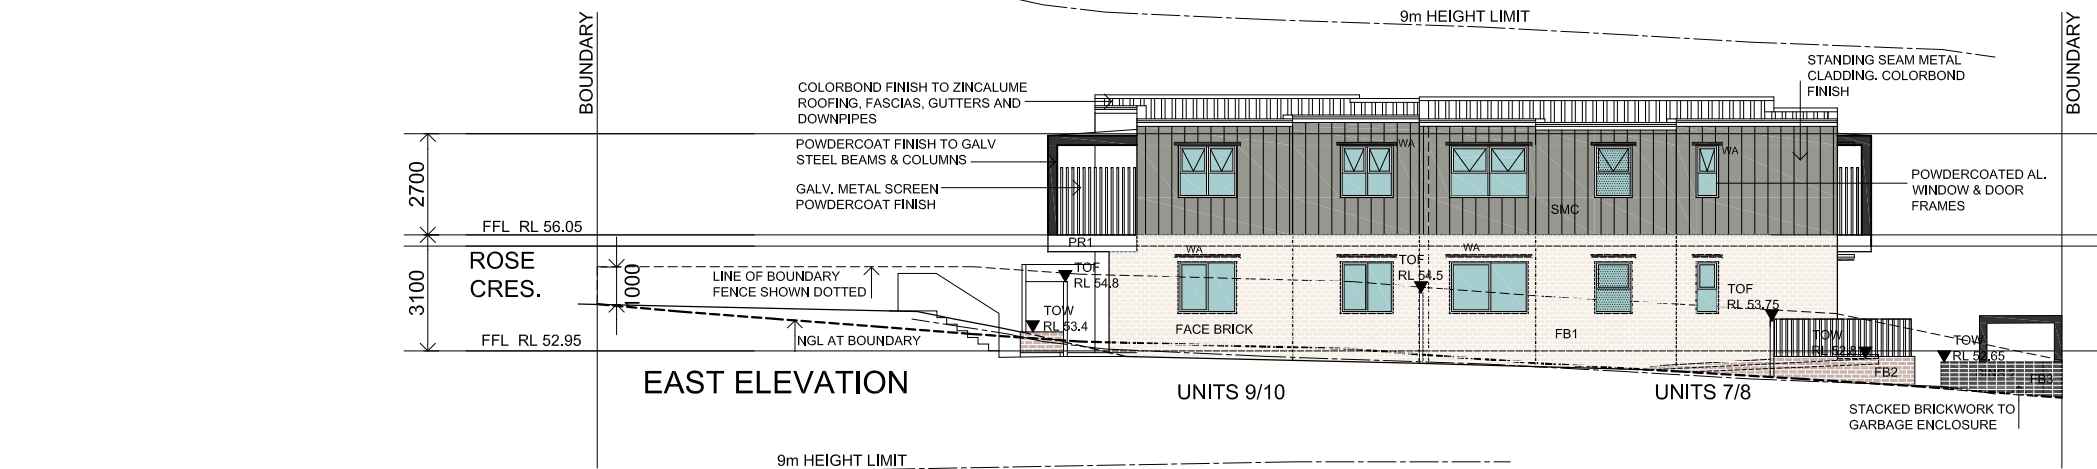 9m HEIGHT LIMIT
BOUNDARY
BOUNDARY
STANDING SEAM METAL
CLADDING. COLORBOND
FINISH
COLORBOND FINISH TO ZINCALUME
ROOFING, FASCIAS, GUTTERS AND
DOWNPIPES
POWDERCOAT FINISH TO GALV
STEEL BEAMS & COLUMNS
GALV. METAL SCREEN
POWDERCOAT FINISH
WA
WA
POWDERCOATED AL.
WINDOW & DOOR
FRAMES
2700
SMC
FFL RL 56.05
PR1
WA
WA
ROSE
CRES.
3100
1000
LINE OF BOUNDARY
FENCE SHOWN DOTTED
TOF
RL 54.8
TOF
RL 54.5
TOF
RL 53.75
TOW
RL 53.4
FACE BRICK
FB1
FFL RL 52.95
NGL AT BOUNDARY
TOW
TOW
RL 52.65
FB2
FB3
EAST ELEVATION
UNITS 9/10
UNITS 7/8
STACKED BRICKWORK TO
GARBAGE ENCLOSURE
9m HEIGHT LIMIT